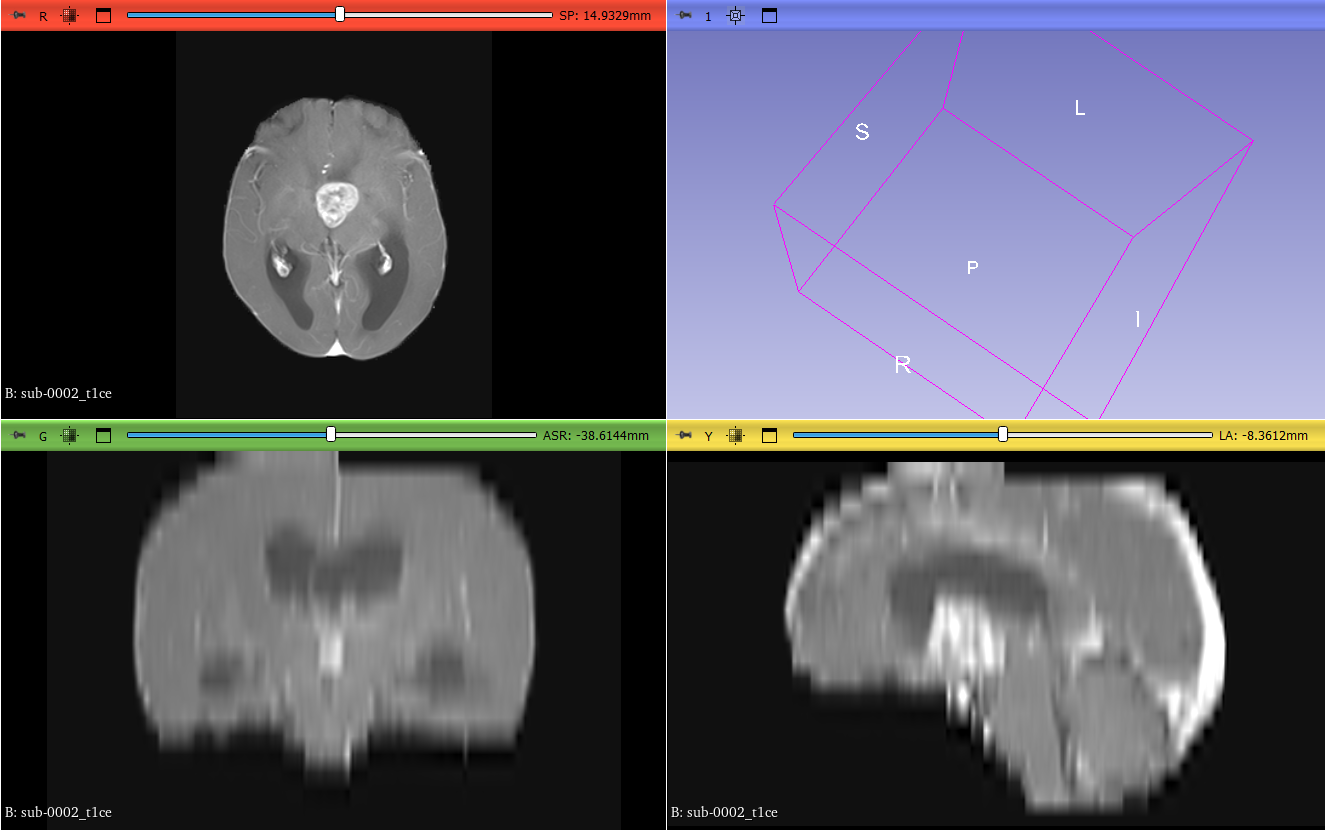 R SP: 14.9329mm
B: sub-0002_t1ce
1
S
L
P
I
R
G ASR: -38.6144mm
B: sub-0002_t1ce
Y LA: -8.3612mm
B: sub-0002_t1ce